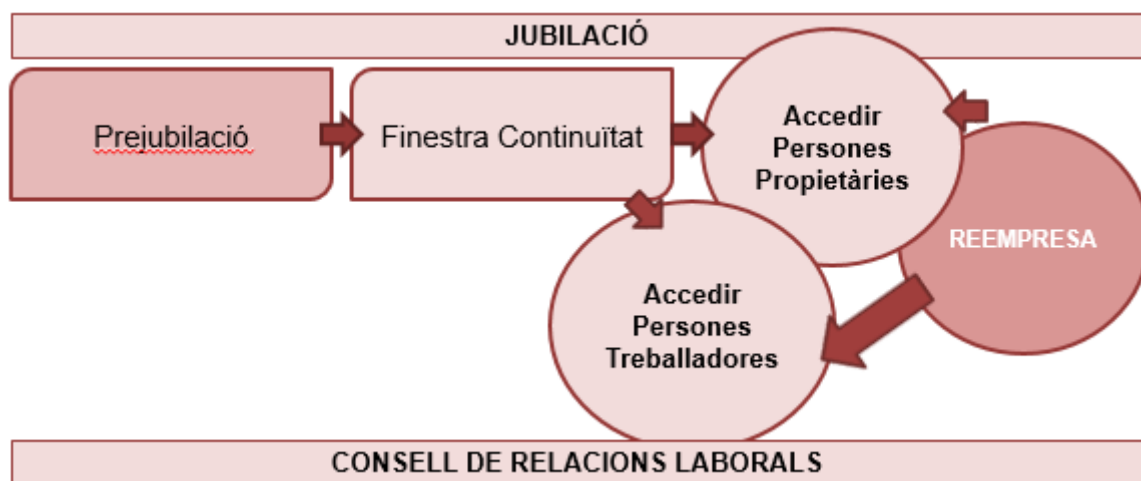 JUBILACIÓ
Prejubilació
Finestra Continuïtat
Accedir
Persones
Propietàries
REEMPRESA
Accedir
Persones
Treballadores
CONSELL DE RELACIONS LABORALS